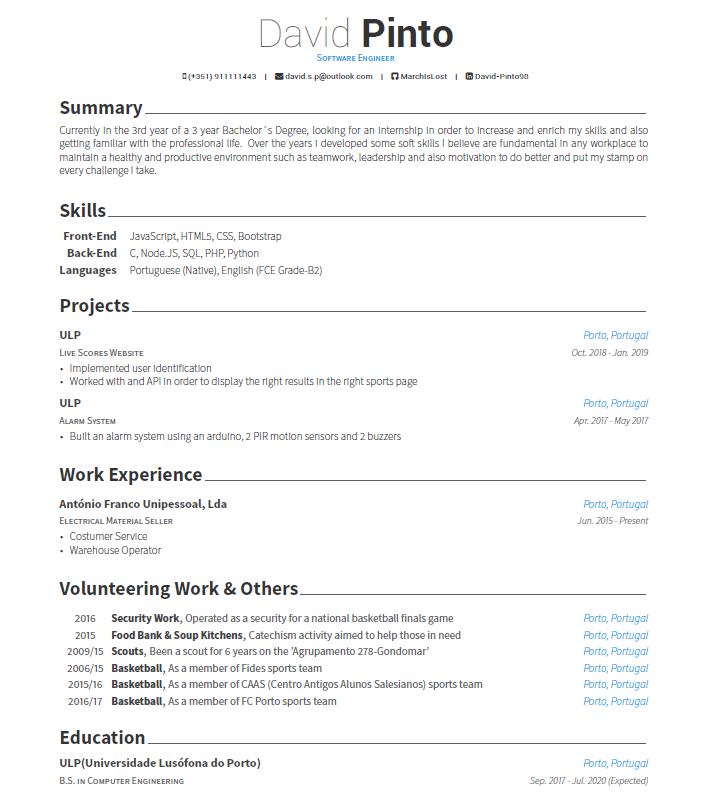 David Pinto
Software Engineer
(+351) 911111443 | david.s.p@outlook.com | MarchIsLost | David-Pinto98
Summary
Currently in the 3rd year of a 3 year Bachelor´s Degree, looking for an internship in order to increase and enrich my skills and also
getting familiar with the professional life. Over the years I developed some soft skills I believe are fundamental in any workplace to
maintain a healthy and productive environment such as teamwork, leadership and also motivation to do better and put my stamp on
every challenge I take.
Skills
Front-End JavaScript, HTML5, CSS, Bootstrap
Back-End C, Node.JS, SQL, PHP, Python
Languages Portuguese (Native), English (FCE Grade-B2)
Projects
ULP Porto, Portugal
Live Scores Website Oct. 2018 - Jan. 2019
• Implemented user identification
• Worked with and API in order to display the right results in the right sports page
ULP Porto, Portugal
Alarm System Apr. 2017 - May 2017
• Built an alarm system using an arduino, 2 PIR motion sensors and 2 buzzers
Work Experience
António Franco Unipessoal, Lda Porto, Portugal
Electrical Material Seller Jun. 2015 - Present
• Costumer Service
• Warehouse Operator
Volunteering Work & Others
2016 Security Work, Operated as a security for a national basketball finals game Porto, Portugal
2015 Food Bank & Soup Kitchens, Catechism activity aimed to help those in need Porto, Portugal
2009/15 Scouts, Been a scout for 6 years on the 'Agrupamento 278-Gondomar' Porto, Portugal
2006/15 Basketball, As a member of Fides sports team Porto, Portugal
2015/16 Basketball, As a member of CAAS (Centro Antigos Alunos Salesianos) sports team Porto, Portugal
2016/17 Basketball, As a member of FC Porto sports team Porto, Portugal
Education
ULP(Universidade Lusófona do Porto) Porto, Portugal
B.S. in Computer Engineering Sep. 2017 - Jul. 2020 (Expected)